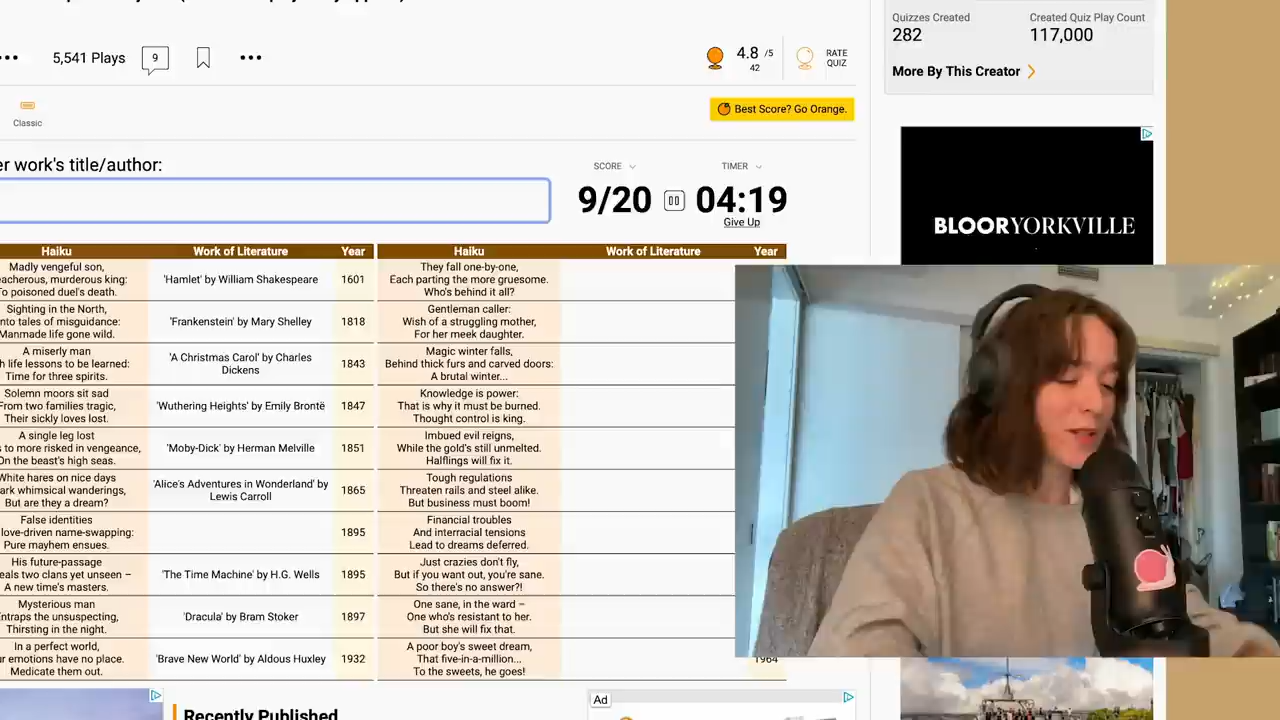 Quizzes Created
Created Quiz Play Count
282
117,000
5,541 Plays
9
4.8 /5
42
RATE
QUIZ
More By This Creator
Classic
Best Score? Go Orange.
er work's title/author:
SCORE
TIMER
9/20
04:19
Give Up
BLOORYORKVILLE
Haiku
Work of Literature
Year
Haiku
Work of Literature
Year
Madly vengeful son,
eacherous, murderous king:
To poisoned duel's death.
'Hamlet' by William Shakespeare
1601
They fall one-by-one,
Each parting the more gruesome.
Who's behind it all?
Sighting in the North,
nto tales of misguidance:
Manmade life gone wild.
'Frankenstein' by Mary Shelley
1818
Gentleman caller:
Wish of a struggling mother,
For her meek daughter.
A miserly man
h life lessons to be learned:
Time for three spirits.
'A Christmas Carol' by Charles
Dickens
1843
Magic winter falls,
Behind thick furs and carved doors:
A brutal winter...
Solemn moors sit sad
From two families tragic,
Their sickly loves lost.
'Wuthering Heights' by Emily Brontë
1847
Knowledge is power:
That is why it must be burned.
Thought control is king.
A single leg lost
s to more risked in vengeance,
On the beast's high seas.
'Moby-Dick' by Herman Melville
1851
Imbued evil reigns,
While the gold's still unmelted.
Halflings will fix it.
White hares on nice days
ark whimsical wanderings,
But are they a dream?
'Alice's Adventures in Wonderland' by
Lewis Carroll
1865
Tough regulations
Threaten rails and steel alike.
But business must boom!
False identities
love-driven name-swapping:
Pure mayhem ensues.
1895
Financial troubles
And interracial tensions
Lead to dreams deferred.
His future-passage
eals two clans yet unseen –
A new time's masters.
'The Time Machine' by H.G. Wells
1895
Just crazies don't fly,
But if you want out, you're sane.
So there's no answer?!
Mysterious man
Entraps the unsuspecting,
Thirsting in the night.
'Dracula' by Bram Stoker
1897
One sane, in the ward –
One who's resistant to her.
But she will fix that.
In a perfect world,
r emotions have no place.
Medicate them out.
'Brave New World' by Aldous Huxley
1932
A poor boy's sweet dream,
That five-in-a-million...
To the sweets, he goes!
1964
Recently Published
Ad